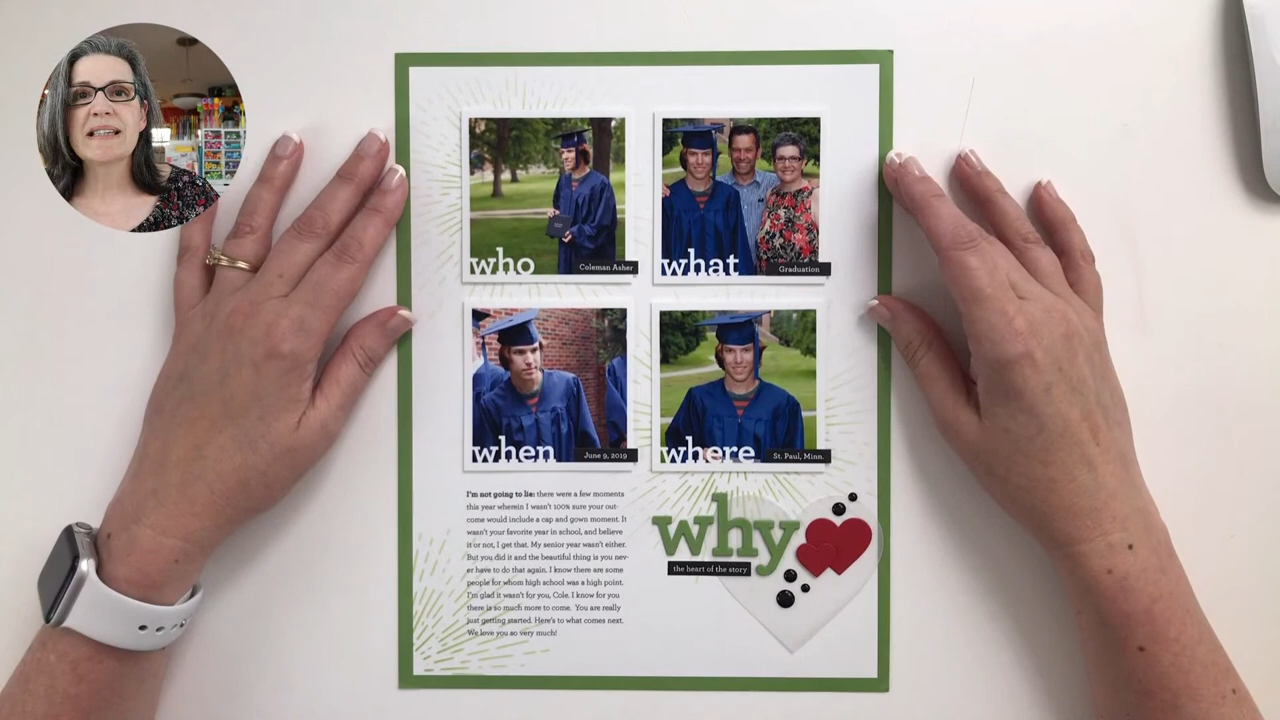 who
Coleman Asher
what
Graduation
when
June 9, 2019
where
St. Paul, Minn.
I'm not going to lie: there were a few moments
this year wherein I wasn't 100% sure your out-
come would include a cap and gown moment. It
wasn't your favorite year in school, and believe
it or not, I get that. My senior year wasn't either.
But you did it and the beautiful thing is you nev-
er have to do that again. I know there are some
people for whom high school was a high point.
I'm glad it wasn't for you, Cole. I know for you
there is so much more to come. You are really
just getting started. Here's to what comes next.
We love you so very much!
why
the heart of the story